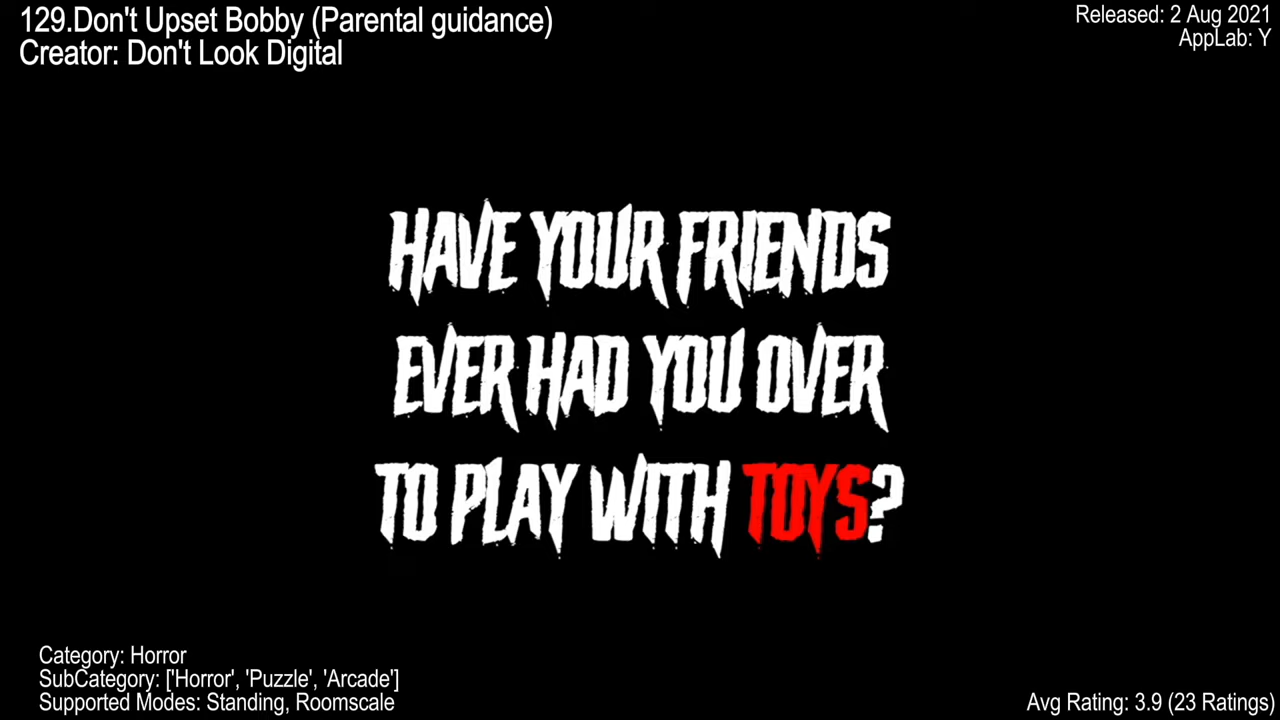 129.Don't Upset Bobby (Parental guidance)
Creator: Don't Look Digital
Released: 2 Aug 2021
AppLab: Y
HAVE YOUR FRIENDS
EVER HAD YOU OVER
TO PLAY WITH TOYS?
Category: Horror
SubCategory: ['Horror', 'Puzzle', 'Arcade']
Supported Modes: Standing, Roomscale
Avg Rating: 3.9 (23 Ratings)